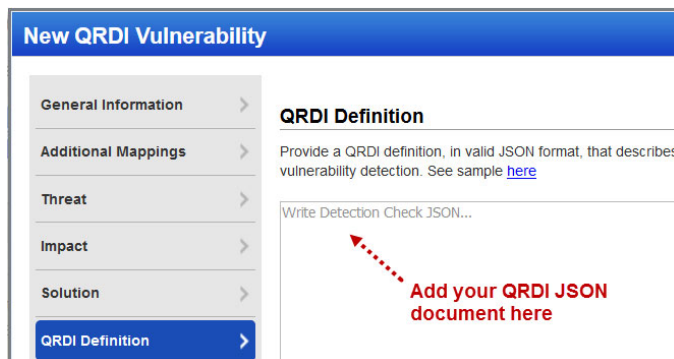 New QRDI Vulnerability
General Information
Additional Mappings
Threat
Impact
Solution
QRDI Definition
QRDI Definition
Provide a QRDI definition, in valid JSON format, that describes
vulnerability detection. See sample here
Write Detection Check JSON...
Add your QRDI JSON
document here